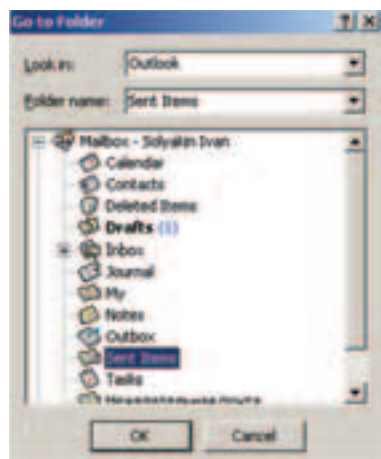 Go to Folder
Look in: Outlook
Folder name: Sent Items
Mailbox - Solyakin Ivan
Calendar
Contacts
Deleted Items
Drafts (1)
Inbox
Journal
My
Notes
Outbox
Sent Items
Tasks
OK Cancel